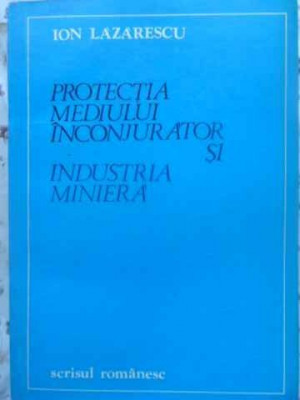 ION LAZARESCU
PROTECȚIA
MEDIULUI
ÎNCONJURĂTOR
ȘI
INDUSTRIA
MINIERĂ
scrisul românesc